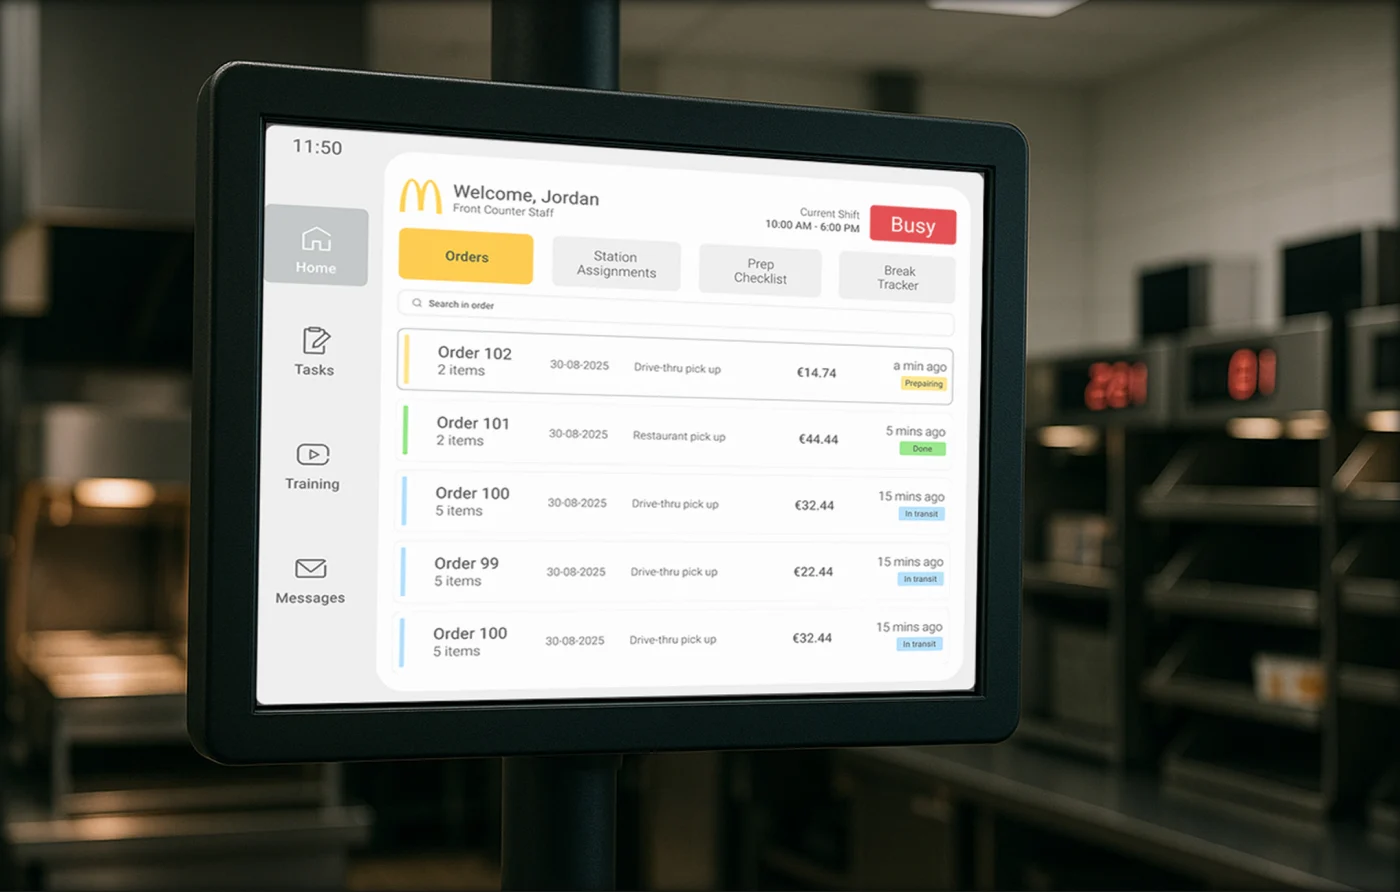 11:50
Welcome, Jordan
Front Counter Staff
Current Shift
10:00 AM - 6:00 PM
Busy
Home
Tasks
Training
Messages
Orders
Station
Assignments
Prep
Checklist
Break
Tracker
Search in order
Order 102
2 items
30-08-2025
Drive-thru pick up
€14.74
a min ago
Prepairing
Order 101
2 items
30-08-2025
Restaurant pick up
€44.44
5 mins ago
Done
Order 100
5 items
30-08-2025
Drive-thru pick up
€32.44
15 mins ago
In transit
Order 99
5 items
30-08-2025
Drive-thru pick up
€22.44
15 mins ago
In transit
Order 100
5 items
30-08-2025
Drive-thru pick up
€32.44
15 mins ago
In transit